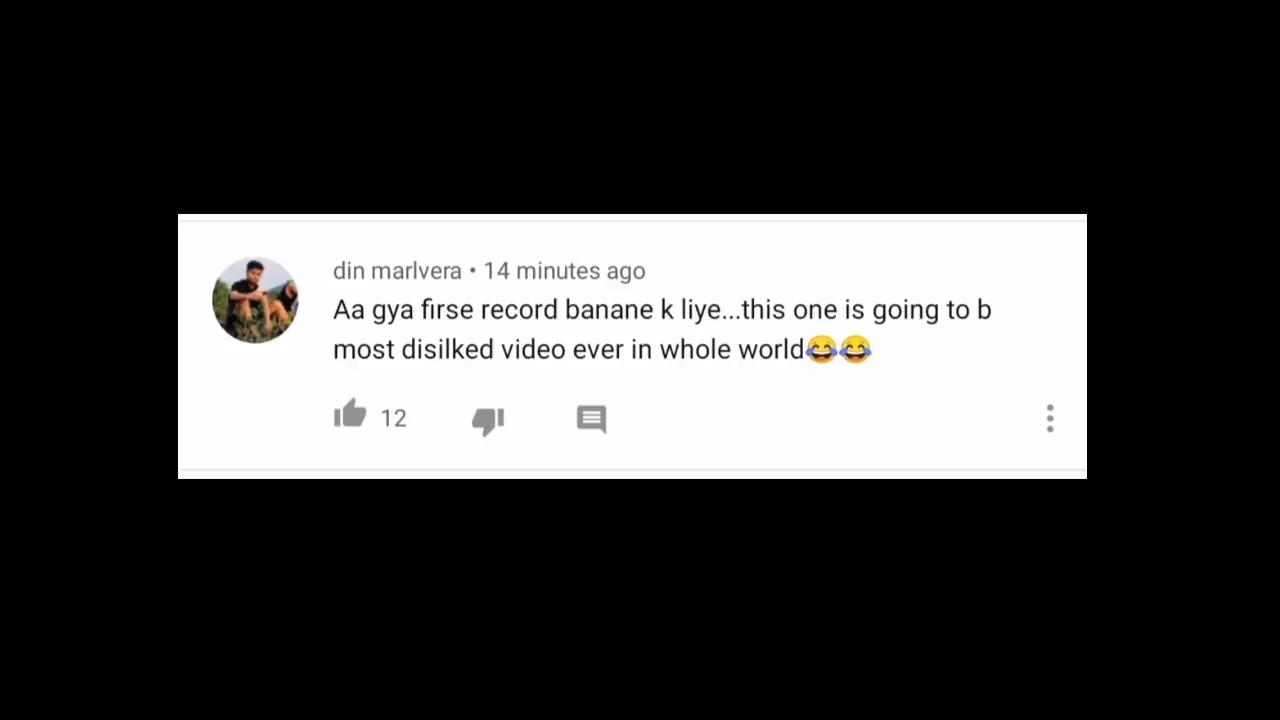 din marlvera • 14 minutes ago
Aa gya firse record banane k liye...this one is going to b
most disilked video ever in whole world😂😂
12